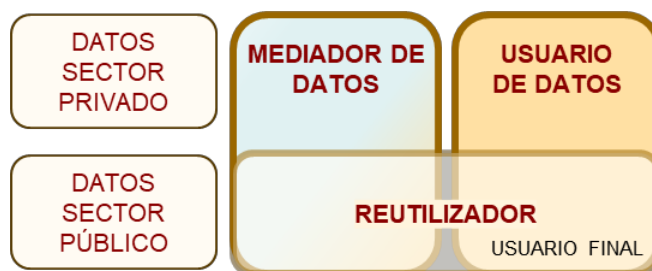 DATOS
SECTOR
PRIVADO
MEDIADOR DE
DATOS
USUARIO
DE DATOS
DATOS
SECTOR
PÚBLICO
REUTILIZADOR
USUARIO FINAL